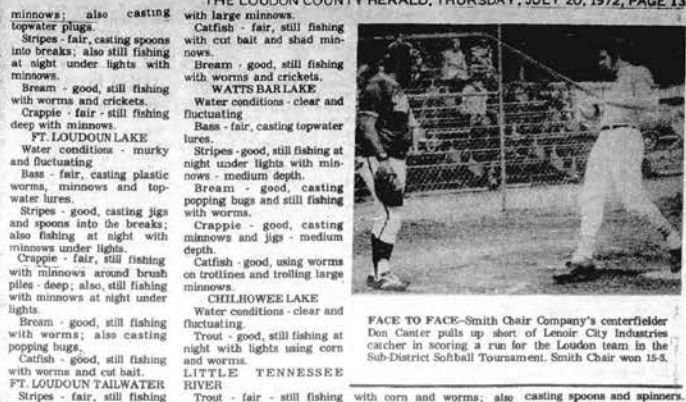 THE LOUDON COUNTY HERALD, THURSDAY, JULY 20, 1972, PAGE 13
minnows; also casting
topwater plugs.
Stripes - fair, casting spoons
into breaks; also still fishing
at night under lights with
minnows.
Bream - good, still fishing
with worms and crickets.
Crappie - fair - still fishing
deep with minnows.
FT. LOUDOUN LAKE
Water conditions - murky
and fluctuating
Bass - fair, casting plastic
worms, minnows and top-
water lures.
Stripes - good, casting jigs
and spoons into the breaks;
also fishing at night with
minnows under lights.
Crappie - fair, still fishing
with minnows around brush
piles - deep; also, still fishing
with minnows at night under
lights.
Bream - good, still fishing
with worms; also casting
popping bugs.
Catfish - good, still fishing
with worms and cut bait.
FT. LOUDOUN TAILWATER
Stripes - fair, still fishing
with large minnows.
Catfish - fair, still fishing
with cut bait and shad min-
nows.
Bream - good, still fishing
with worms and crickets.
WATTS BAR LAKE
Water conditions - clear and
fluctuating
Bass - fair, casting topwater
lures.
Stripes - good, still fishing at
night under lights with min-
nows - medium depth.
Bream - good, casting
popping bugs and still fishing
with worms.
Crappie - good, casting
minnows and jigs - medium
depth.
Catfish - good, using worms
on trotlines and trolling large
minnows.
CHILHOWEE LAKE
Water conditions - clear and
fluctuating.
Trout - good, still fishing at
night with lights using corn
and worms.
LITTLE TENNESSEE
RIVER
Trout - fair - still fishing
with corn and worms; also
casting spoons and spinners.
FACE TO FACE--Smith Chair Company's centerfielder
Don Canter pulls up short of Lenoir City Industries
catcher in scoring a run for the Loudon team in the
Sub-District Softball Tournament. Smith Chair won 15-5.